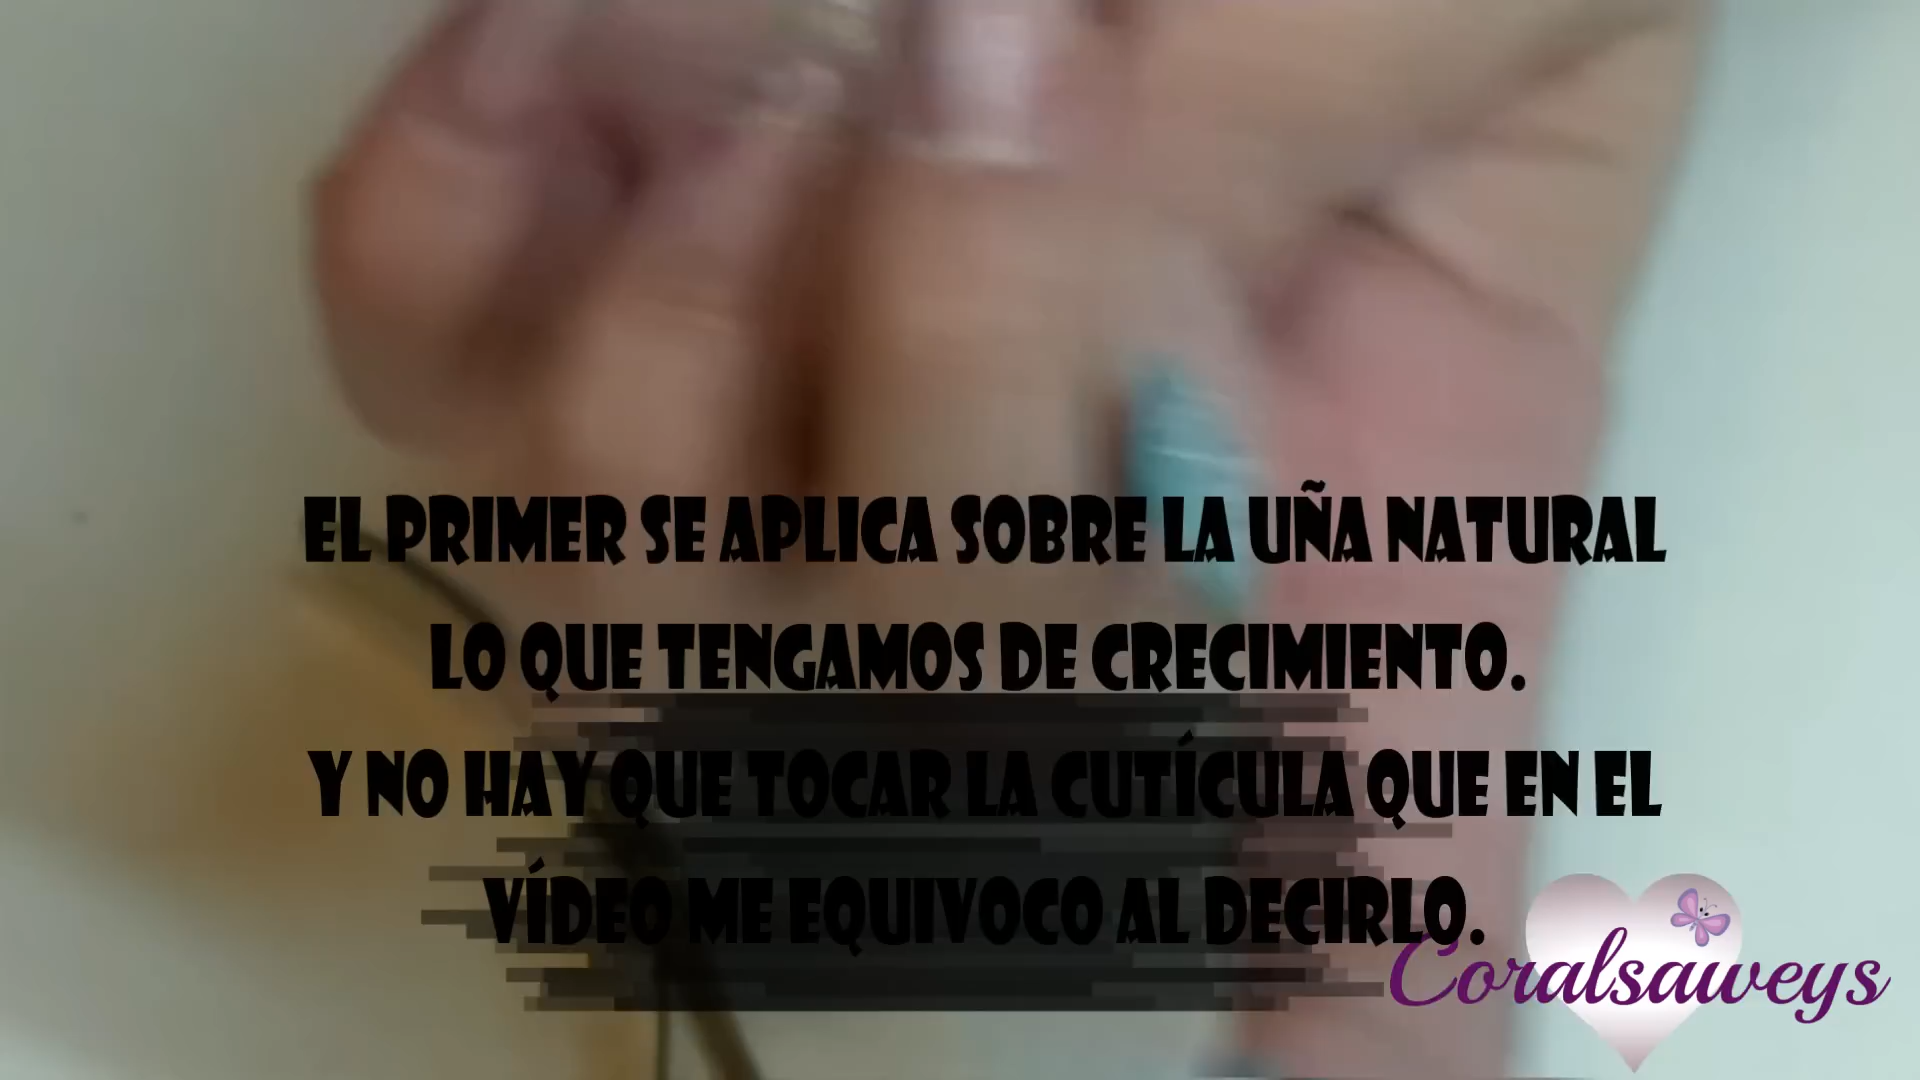 EL PRIMER SE APLICA SOBRE LA UÑA NATURAL
LO QUE TENGAMOS DE CRECIMIENTO.
Y NO HAY QUE TOCAR LA CUTÍCULA QUE EN EL
VÍDEO ME EQUIVOCO AL DECIRLO.
Coralsaweys